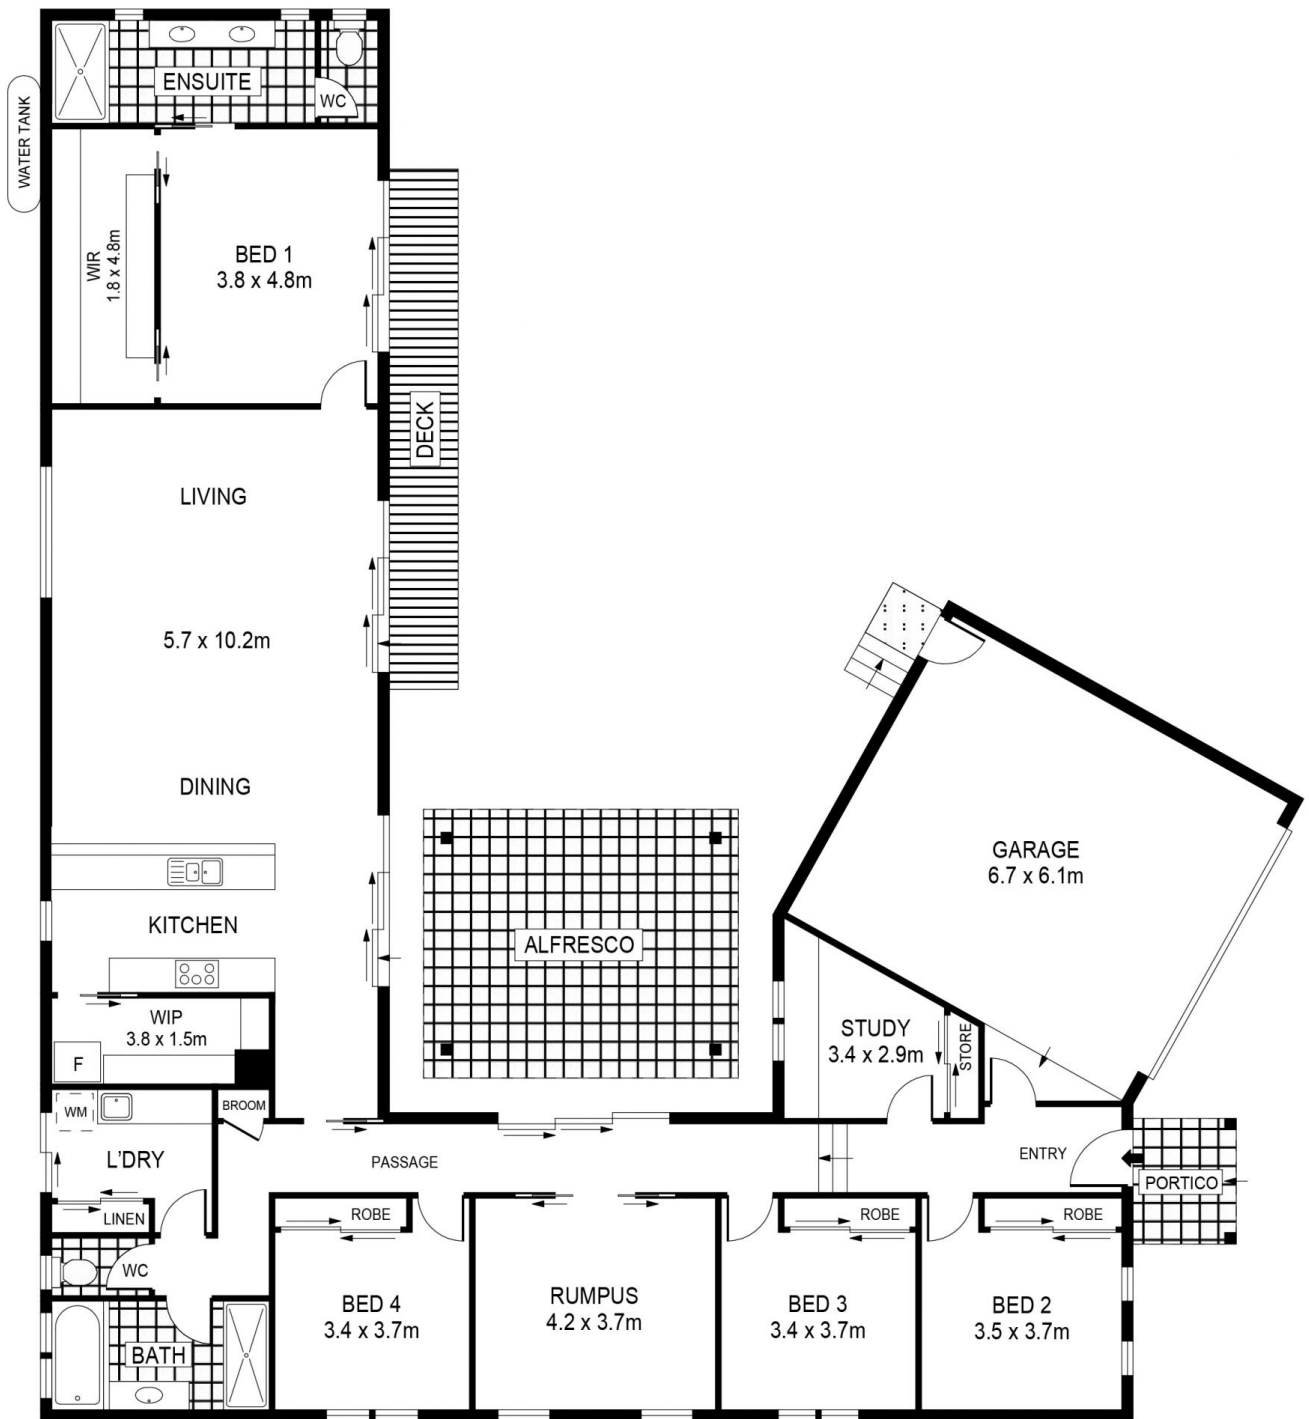 ENSUITE
WC
WATER TANK
WIR
1.8 x 4.8m
BED 1
3.8 x 4.8m
DECK
LIVING
5.7 x 10.2m
DINING
KITCHEN
ALFRESCO
GARAGE
6.7 x 6.1m
WIP
3.8 x 1.5m
F
STUDY
3.4 x 2.9m
STORE
WM
BROOM
L'DRY
PASSAGE
ENTRY
PORTICO
LINEN
ROBE
ROBE
ROBE
WC
BED 4
3.4 x 3.7m
RUMPUS
4.2 x 3.7m
BED 3
3.4 x 3.7m
BED 2
3.5 x 3.7m
BATH